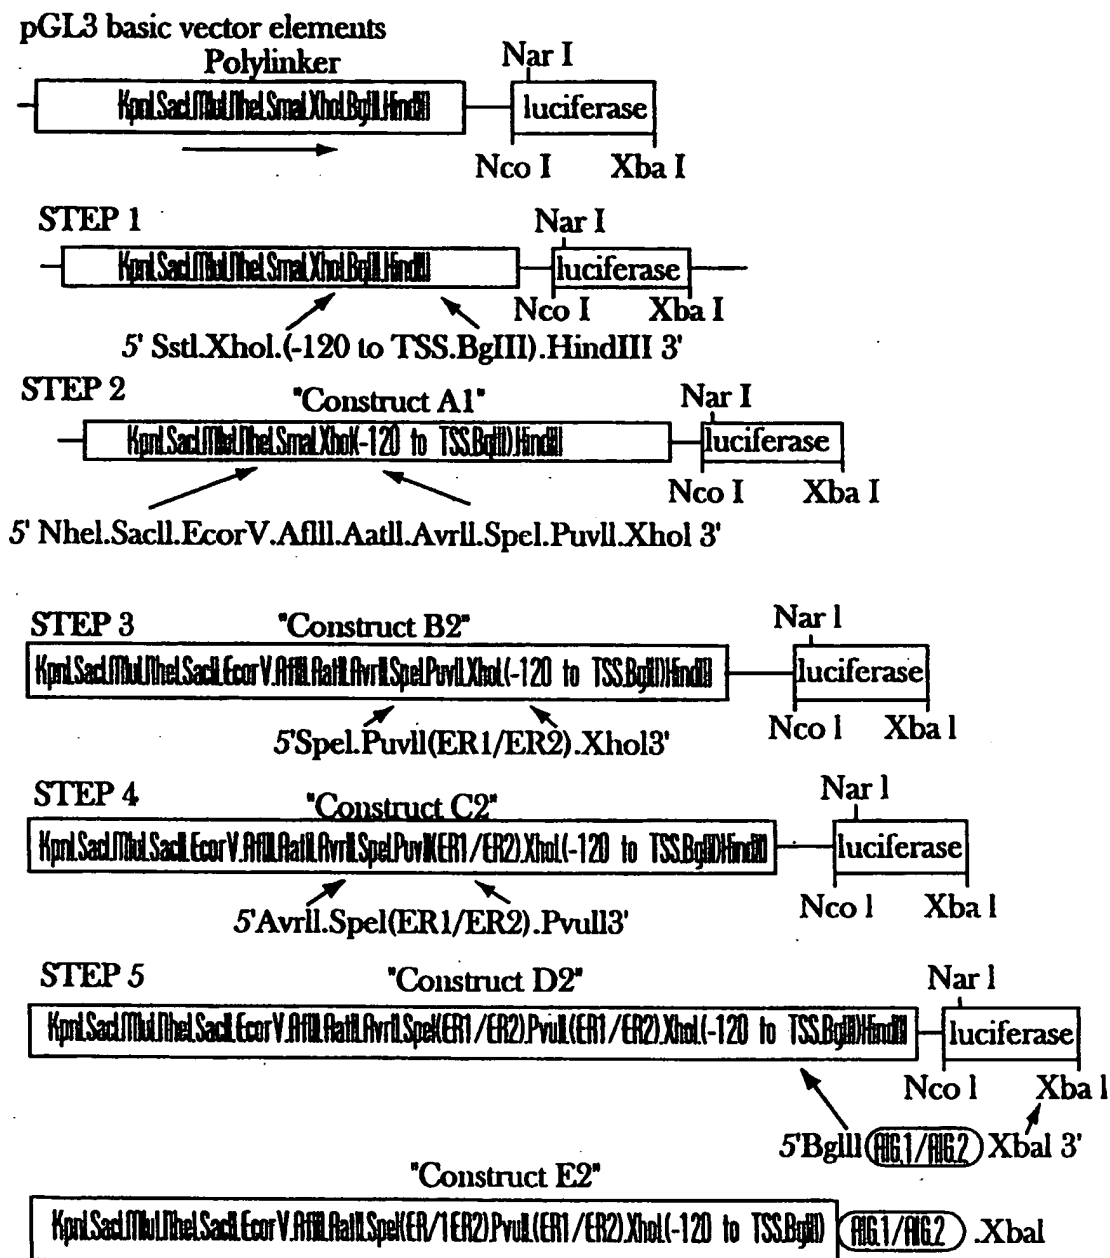 pGL3 basic vector elements
Polylinker
Nar I
KpnI.SacI.MluI.NheI.SmaI.XhoI.BglII.HindIII
luciferase
Nco I Xba I
STEP 1
Nar I
KpnI.SacI.MluI.NheI.SmaI.XhoI.BglII.HindIII
luciferase
Nco I Xba I
5' SstI.XhoI.(-120 to TSS.BgIII).HindIII 3'
STEP 2
"Construct A1"
Nar I
KpnI.SacI.MluI.NheI.SmaI.XhoI(-120 to TSS.BglII).HindIII
luciferase
Nco I Xba I
5' NheI.SacII.EcorV.AflII.AatII.AvrII.SpeI.PuvII.XhoI 3'
STEP 3
"Construct B2"
Nar l
KpnI.SacI.MluI.NheI.SacII.EcorV.AflII.AatII.AvrII.SpeI.PuvII.XhoI.(-120 to TSS.BglII)HindIII
luciferase
Nco l Xba l
5'SpeI.PuvII(ER1/ER2).XhoI3'
STEP 4
"Construct C2"
Nar l
KpnI.SacI.MluI.SacII.EcorV.AflII.AatII.AvrII.SpeI.PuvII(ER1/ER2).XhoI.(-120 to TSS.BglII)HindIII
luciferase
Nco l Xba l
5'AvrII.SpeI(ER1/ER2).PvuII3'
STEP 5
"Construct D2"
Nar l
KpnI.SacI.MluI.NheI.SacII.EcorV.AflII.AatII.AvrII.SpeI(ER1/ER2).PvuII.(ER1/ER2).XhoI.(-120 to TSS.BglII)HindIII
luciferase
Nco l Xba l
5'BglII(AIG.1/AIG.2)XbaI 3'
"Construct E2"
KpnI.SacI.MluI.NheI.SacII.EcorV.AflII.AatII.SpeI(ER/1ER2).PvuII.(ER1/ER2).XhoI.(-120 to TSS.BglII) AIG.1/AIG.2 .XbaI